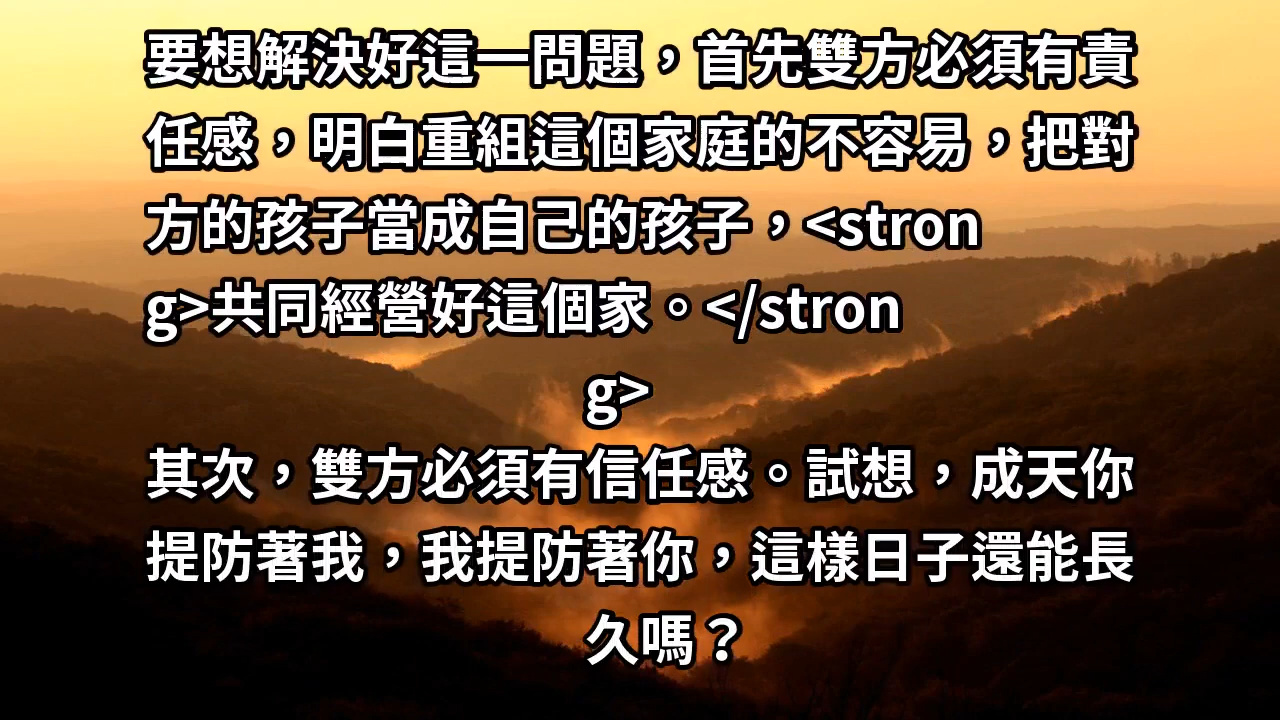 要想解決好這一問題，首先雙方必須有責
任感，明白重組這個家庭的不容易，把對
方的孩子當成自己的孩子，<stron
g>共同經營好這個家。</stron
g>
其次，雙方必須有信任感。試想，成天你
提防著我，我提防著你，這樣日子還能長
久嗎？